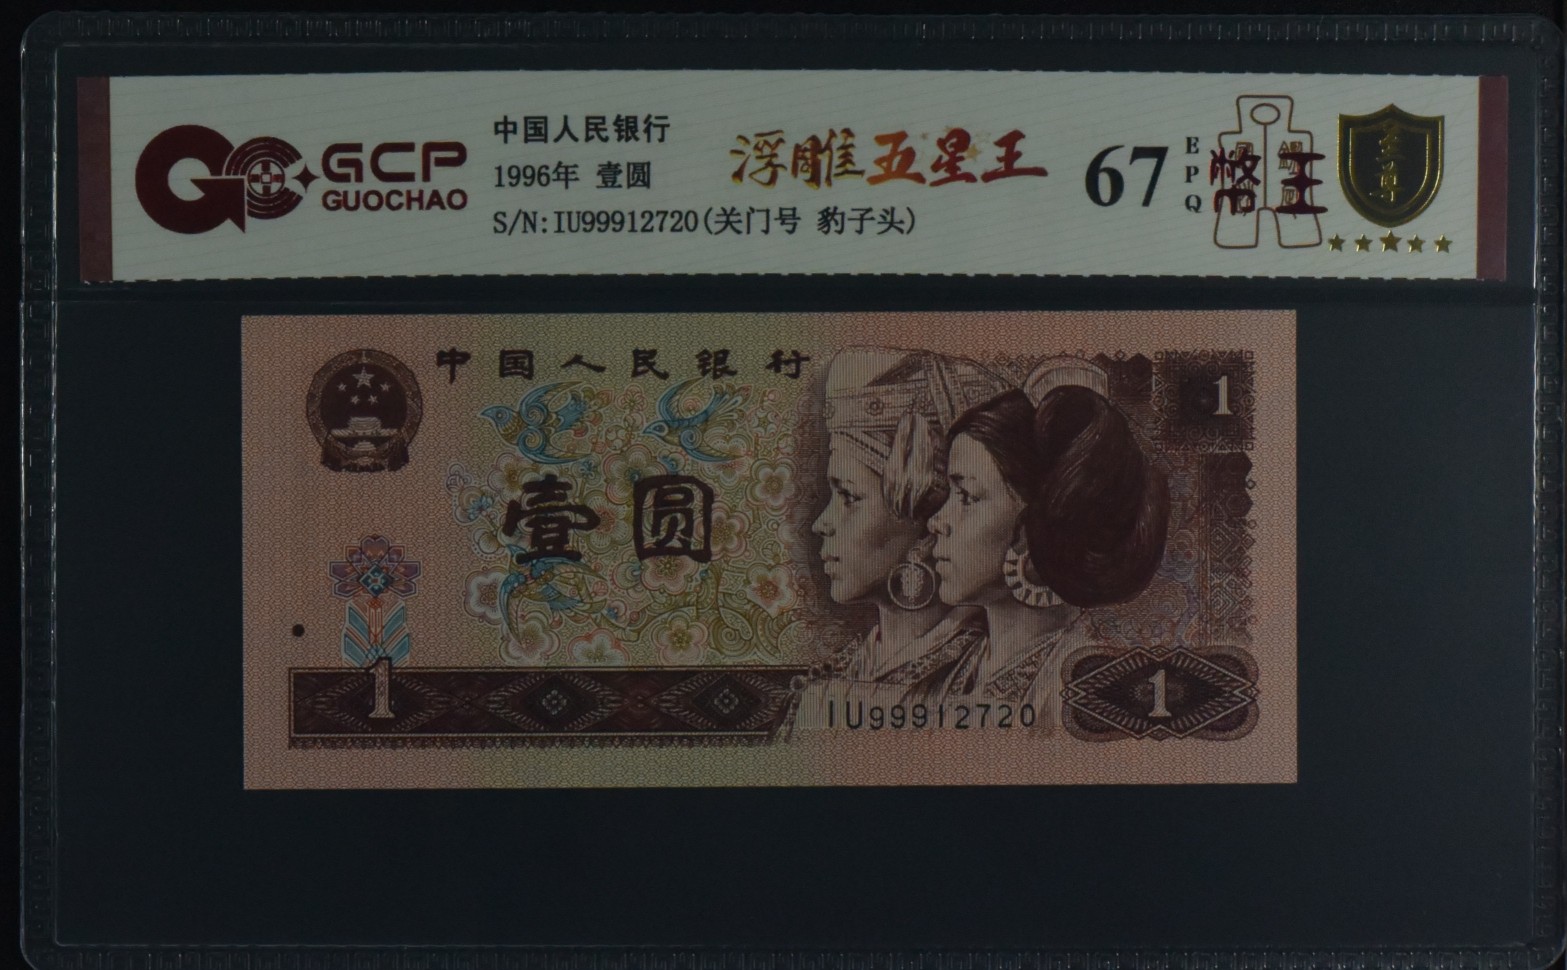 GCP
GUOCHAO
中国人民银行
1996年 壹圆
S/N:IU99912720(关门号 豹子头)
浮雕五星王
67
EPQ
币王
至尊
中国人民银行
壹圆
1
1
1
IU99912720